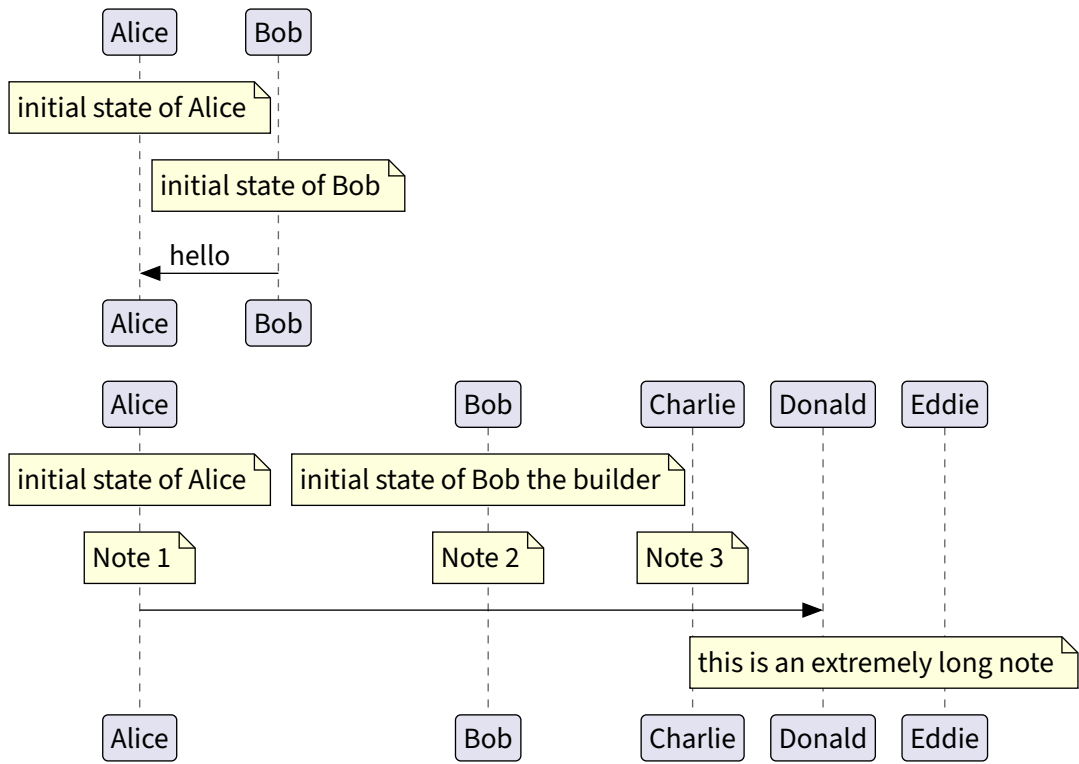 Alice Bob
initial state of Alice
initial state of Bob
hello
Alice Bob
Alice Bob Charlie Donald Eddie
initial state of Alice initial state of Bob the builder
Note 1 Note 2 Note 3
this is an extremely long note
Alice Bob Charlie Donald Eddie